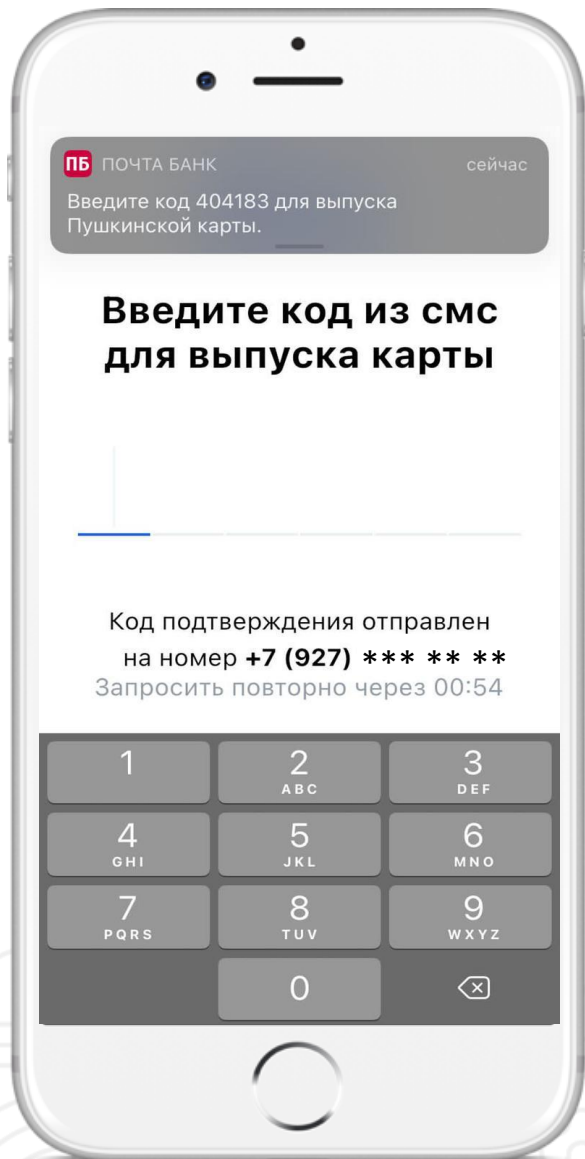 ПБ ПОЧТА БАНК сейчас
Введите код 404183 для выпуска
Пушкинской карты.
Введите код из смс
для выпуска карты
Код подтверждения отправлен
на номер +7 (927) *** ** **
Запросить повторно через 00:54
1 2 3
ABC DEF
4 5 6
GHI JKL MNO
7 8 9
PQRS TUV WXYZ
0